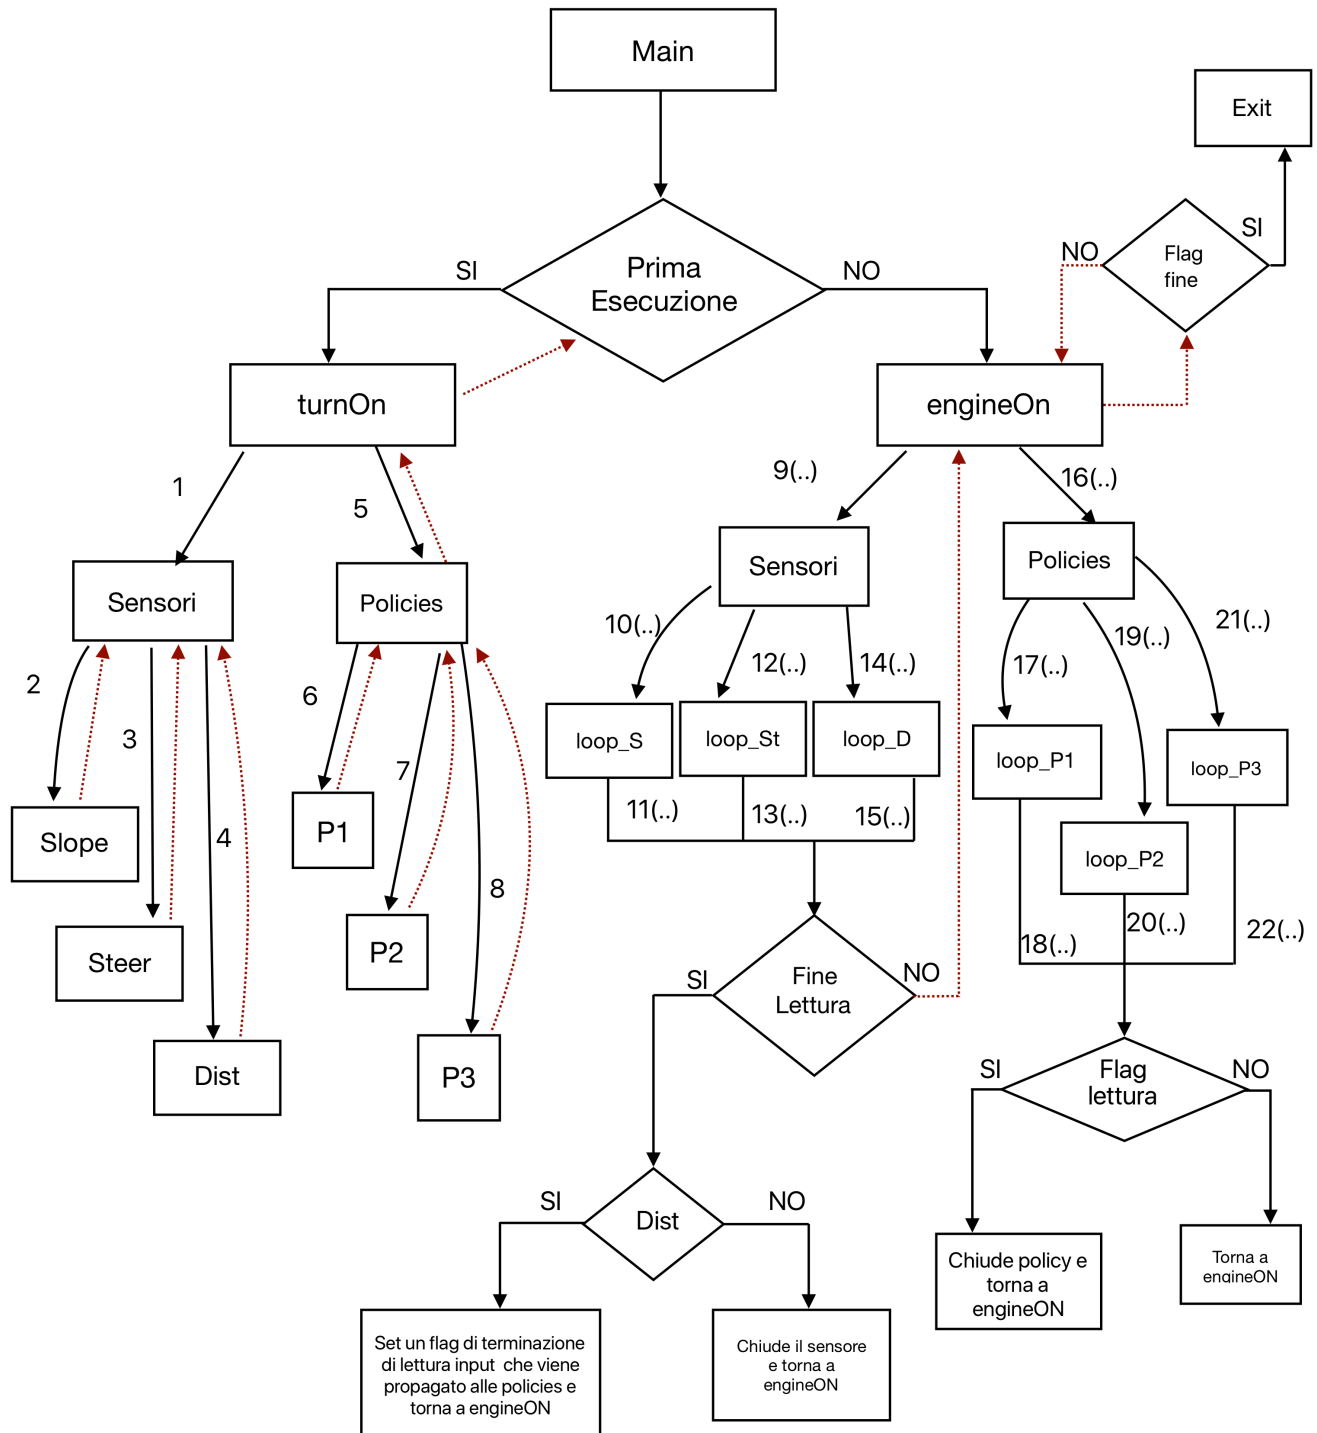 Main
Exit
SI
Prima
Esecuzione
NO
NO
Flag
fine
SI
turnOn
engineOn
1
5
9(..)
16(..)
Sensori
Policies
Sensori
Policies
2
3
4
6
7
8
10(..)
12(..)
14(..)
17(..)
19(..)
21(..)
Slope
Steer
Dist
P1
P2
P3
loop_S
loop_St
loop_D
loop_P1
loop_P2
loop_P3
11(..)
13(..)
15(..)
18(..)
20(..)
22(..)
SI
Fine
Lettura
NO
SI
Flag
lettura
NO
SI
Dist
NO
Chiude policy e
torna a
engineON
Torna a
engineON
Set un flag di terminazione
di lettura input che viene
propagato alle policies e
torna a engineON
Chiude il sensore
e torna a
engineON